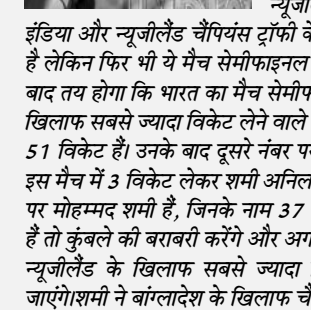 न्यूजी
इंडिया और न्यूजीलैंड चैंपियंस ट्रॉफी के
है लेकिन फिर भी ये मैच सेमीफाइनल
बाद तय होगा कि भारत का मैच सेमीफ
खिलाफ सबसे ज्यादा विकेट लेने वाले
51 विकेट हैं। उनके बाद दूसरे नंबर प
इस मैच में 3 विकेट लेकर शमी अनिल
पर मोहम्मद शमी हैं, जिनके नाम 37
हैं तो कुंबले की बराबरी करेंगे और अग
न्यूजीलैंड के खिलाफ सबसे ज्यादा
जाएंगे।शमी ने बांग्लादेश के खिलाफ चै